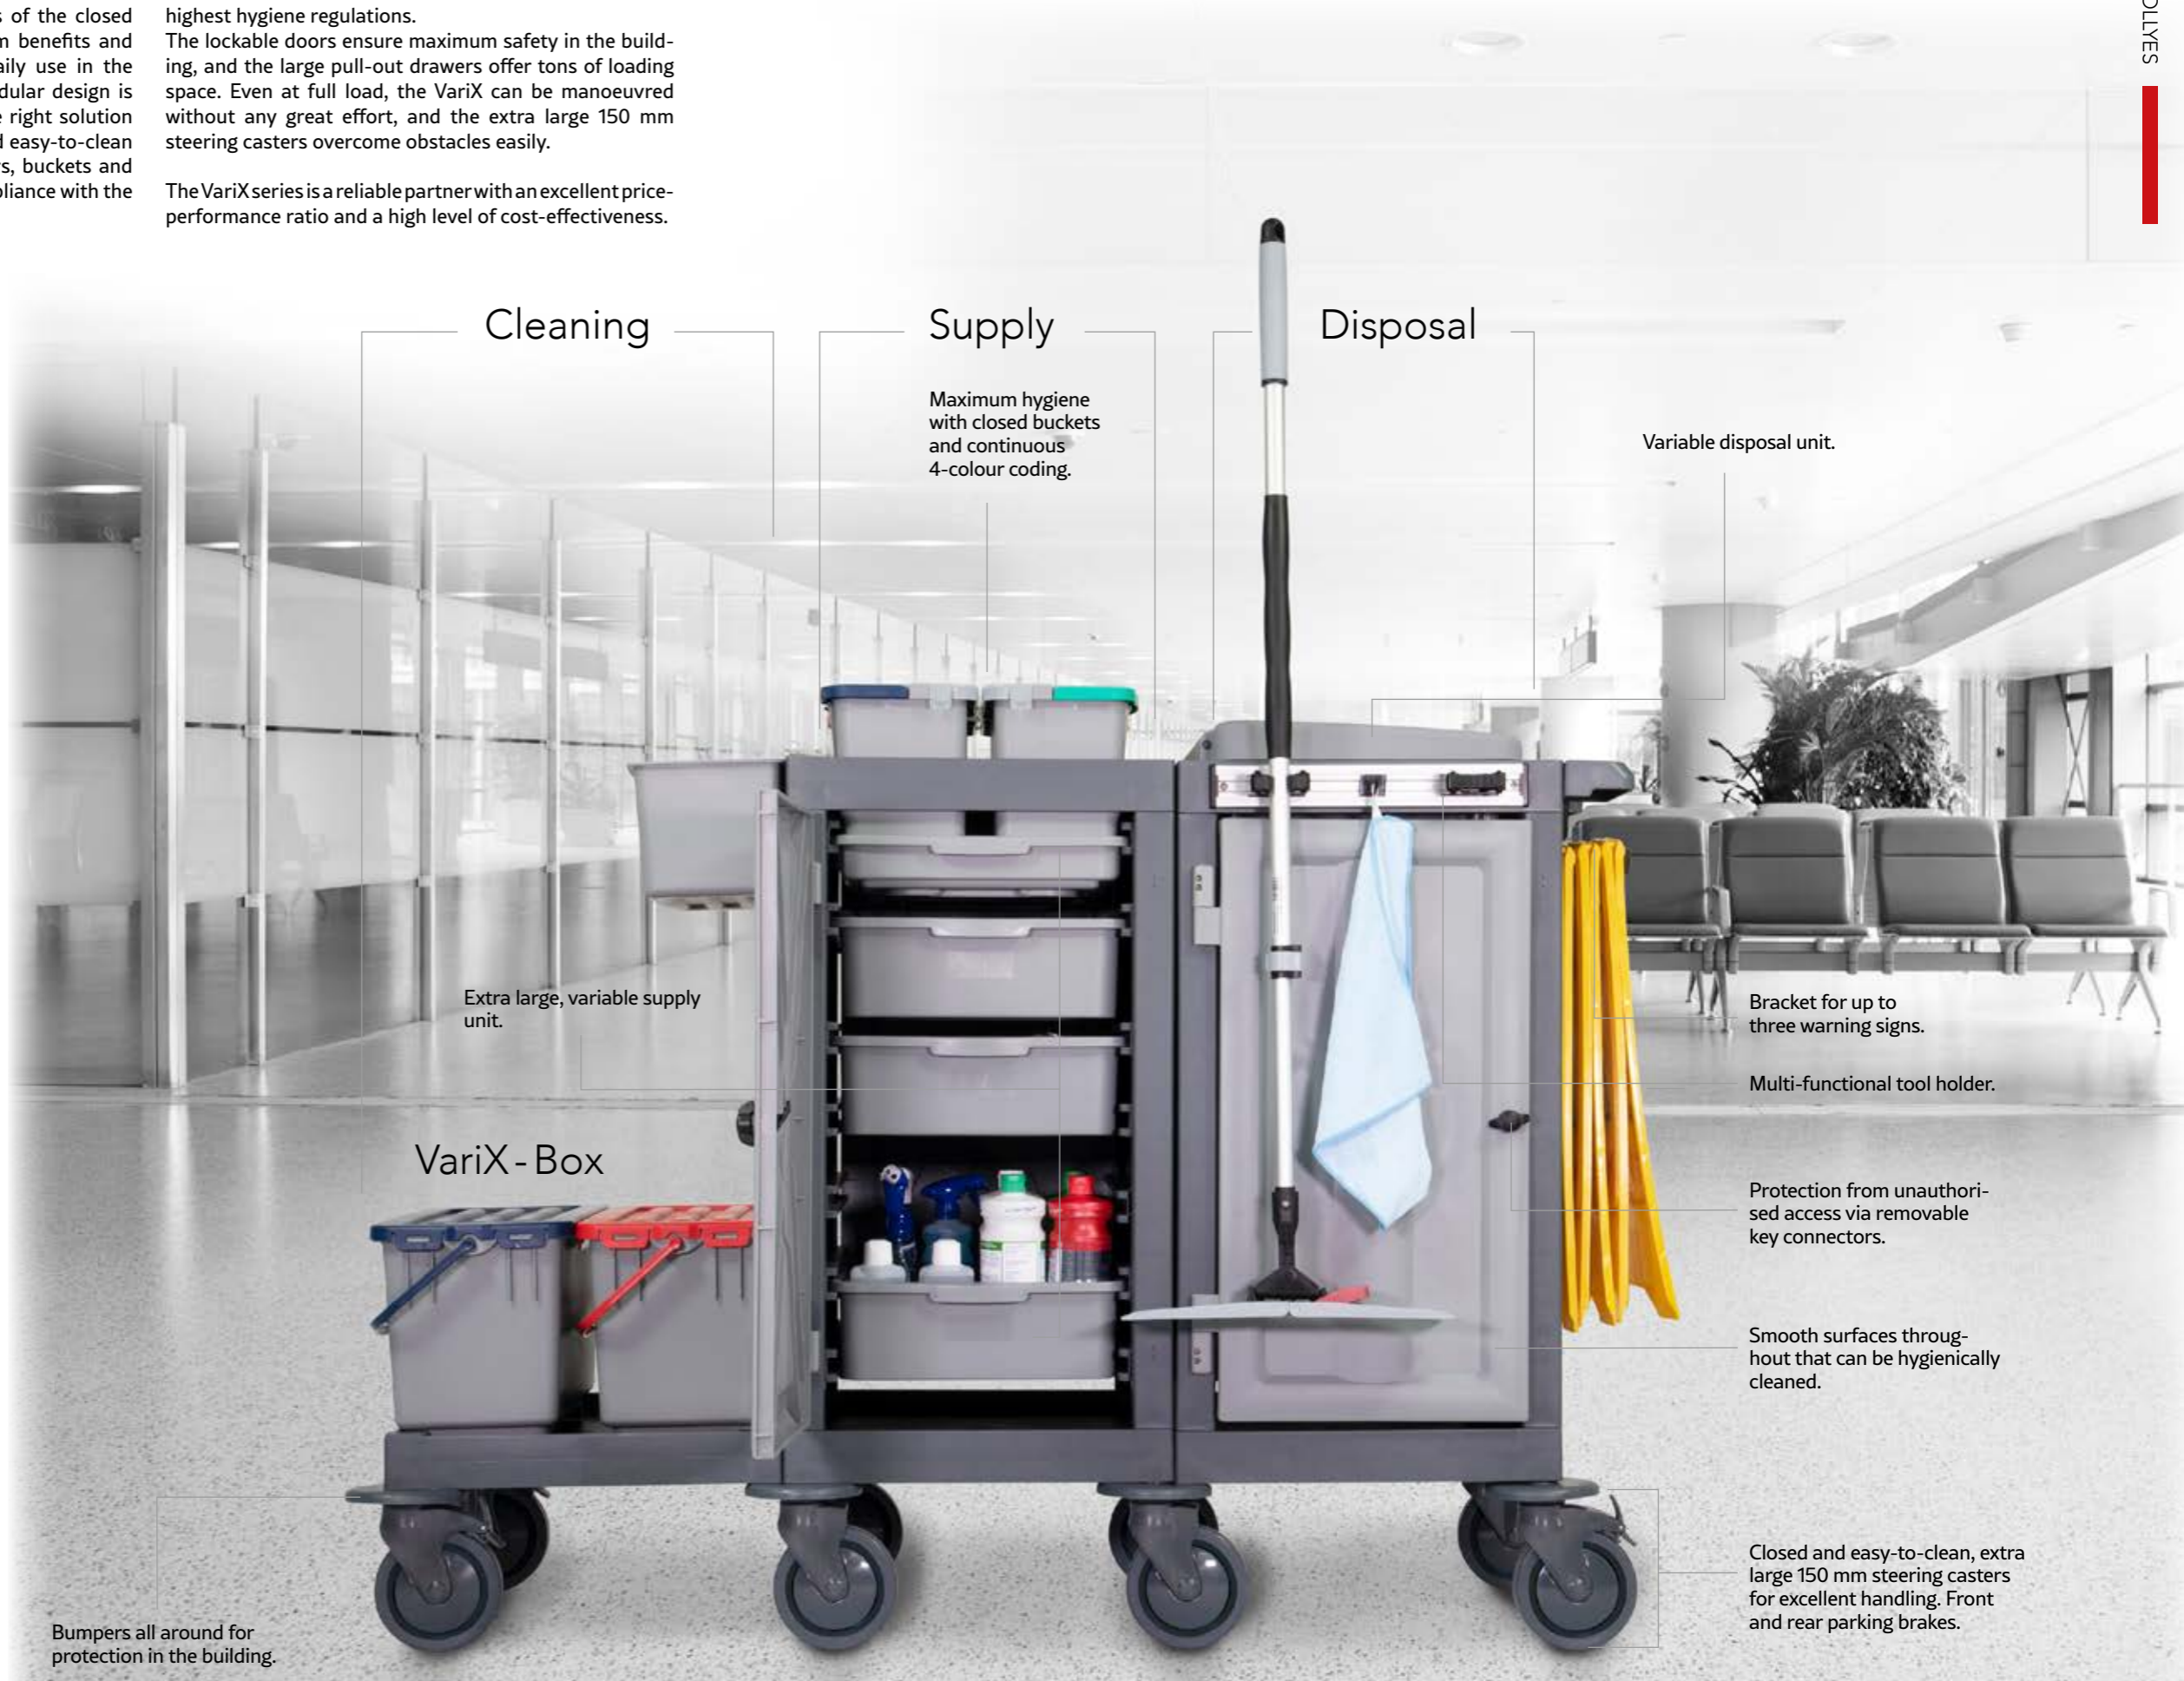 s of the closed
benefits and
use in the
design is
right solution
easy-to-clean
buckets and
with the
highest hygiene regulations.
The lockable doors ensure maximum safety in the build-
ing, and the large pull-out drawers offer tons of loading
space. Even at full load, the VariX can be manoeuvred
without any great effort, and the extra large 150 mm
steering casters overcome obstacles easily.
The VariX series is a reliable partner with an excellent price-
performance ratio and a high level of cost-effectiveness.
OLLYES
Cleaning
Supply
Disposal
Maximum hygiene
with closed buckets
and continuous
4-colour coding.
Variable disposal unit.
Extra large, variable supply
unit.
Bracket for up to
three warning signs.
Multi-functional tool holder.
VariX - Box
Protection from unauthori-
sed access via removable
key connectors.
Smooth surfaces throug-
hout that can be hygienically
cleaned.
Closed and easy-to-clean, extra
large 150 mm steering casters
for excellent handling. Front
and rear parking brakes.
Bumpers all around for
protection in the building.